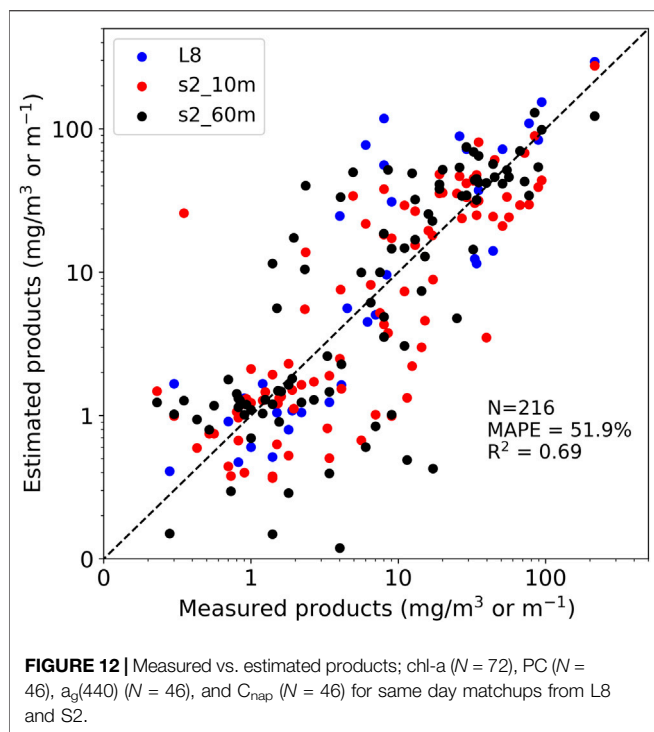 L8
s2_10m
s2_60m
Estimated products (mg/m³ or m⁻¹)
100
10
1
0
N=216
MAPE = 51.9%
R² = 0.69
0
1
10
100
Measured products (mg/m³ or m⁻¹)
FIGURE 12 | Measured vs. estimated products; chl-a (N = 72), PC (N =
46), ag(440) (N = 46), and Cnap (N = 46) for same day matchups from L8
and S2.